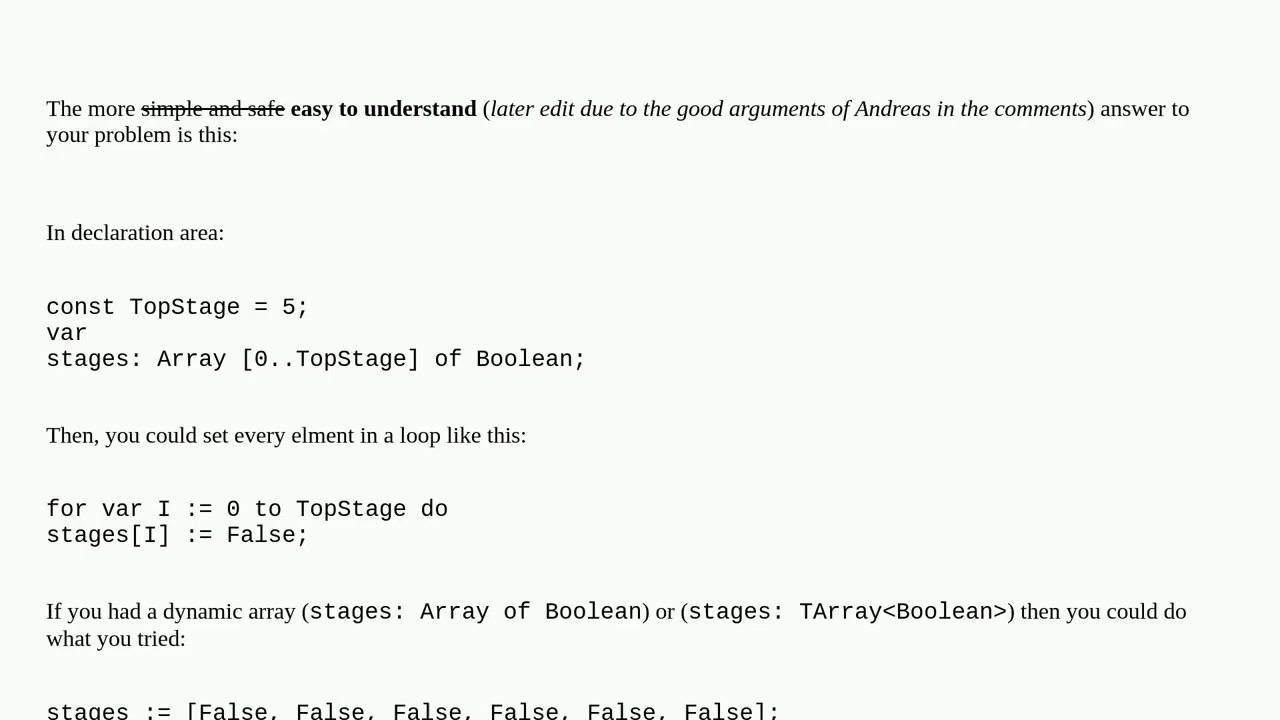 The more simple and safe easy to understand (later edit due to the good arguments of Andreas in the comments) answer to
your problem is this:
In declaration area:
const TopStage = 5;
var
stages: Array [0..TopStage] of Boolean;
Then, you could set every elment in a loop like this:
for var I := 0 to TopStage do
stages[I] := False;
If you had a dynamic array (stages: Array of Boolean) or (stages: TArray<Boolean>) then you could do
what you tried:
stages := [False, False, False, False, False, False];